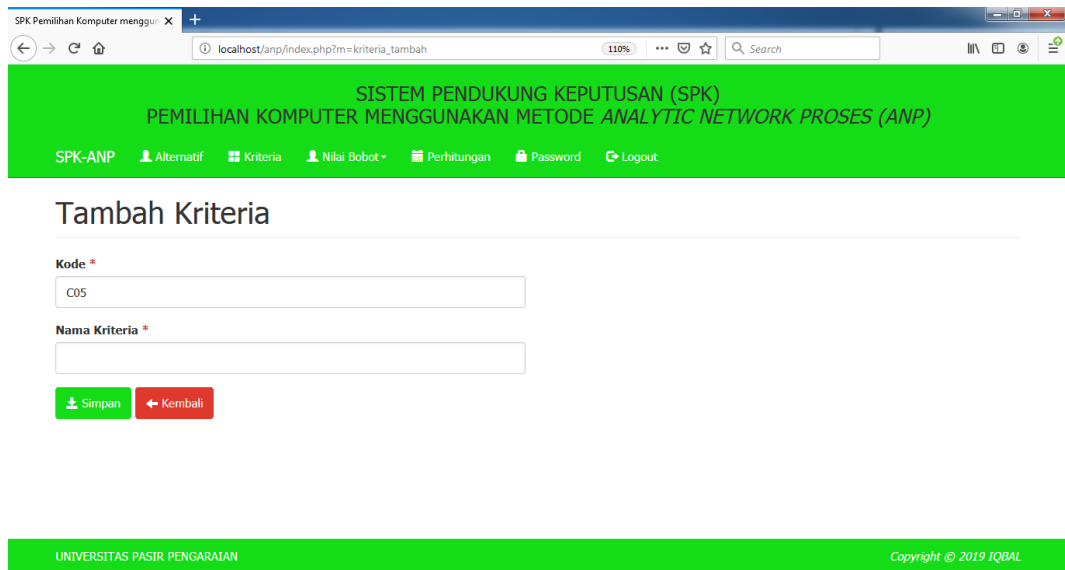 SPK Pemilihan Komputer menggun
localhost/anp/index.php?m=kriteria_tambah
110%
Search
SISTEM PENDUKUNG KEPUTUSAN (SPK)
PEMILIHAN KOMPUTER MENGGUNAKAN METODE ANALYTIC NETWORK PROSES (ANP)
SPK-ANP Alternatif Kriteria Nilai Bobot Perhitungan Password Logout
Tambah Kriteria
Kode *
C05
Nama Kriteria *
Simpan Kembali
UNIVERSITAS PASIR PENGARAIAN Copyright © 2019 IQBAL